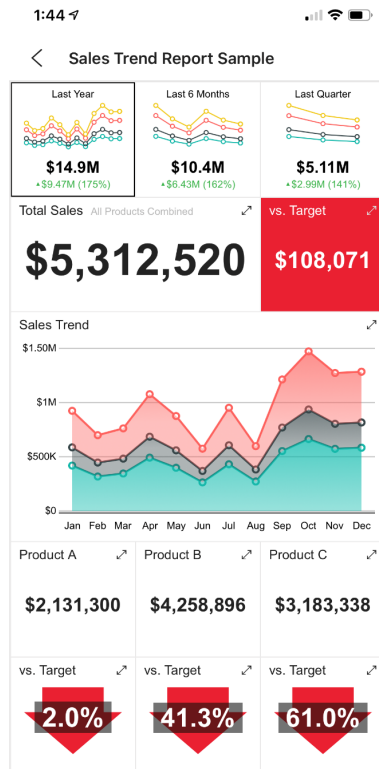 1:44
Sales Trend Report Sample
Last Year
Last 6 Months
Last Quarter
$14.9M
$10.4M
$5.11M
▲$9.47M (175%)
▲$6.43M (162%)
▲$2.99M (141%)
Total Sales All Products Combined
vs. Target
$5,312,520
$108,071
Sales Trend
$1.50M
$1M
$500K
$0
Jan Feb Mar Apr May Jun Jul Aug Sep Oct Nov Dec
Product A
Product B
Product C
$2,131,300
$4,258,896
$3,183,338
vs. Target
vs. Target
vs. Target
2.0%
41.3%
61.0%